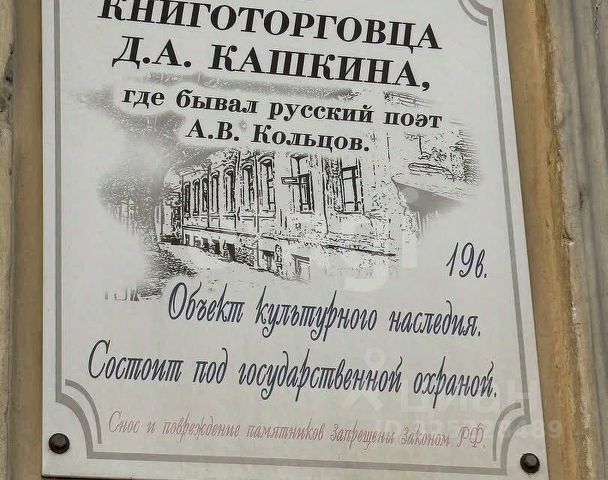 КНИГОТОРГОВЦА
Д.А. КАШКИНА,
где бывал русский поэт
А.В. Кольцов.
19в.
Объект культурного наследия.
Состоит под государственной охраной.
Снос и повреждение памятников запрещены законом РФ.